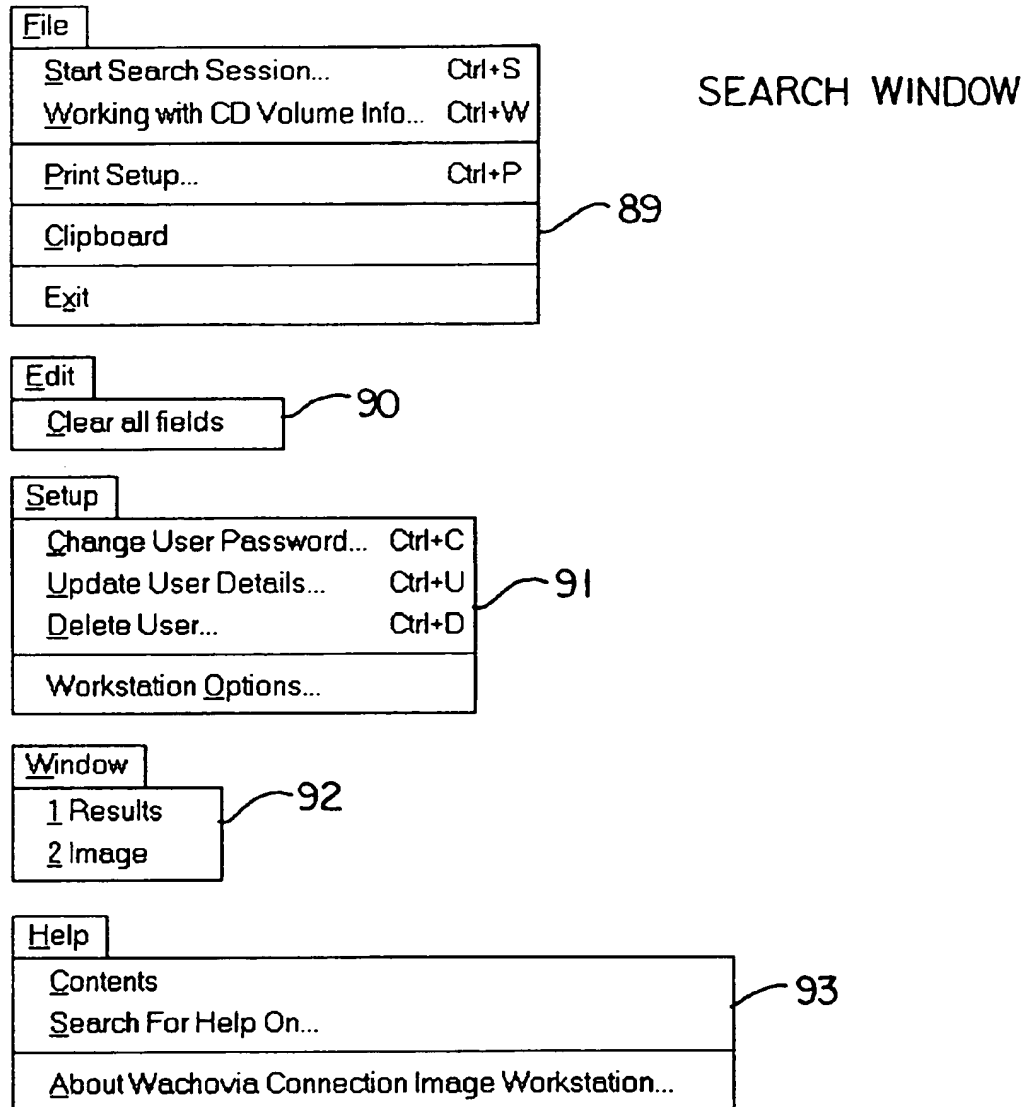 File
Start Search Session... Ctrl+S
SEARCH WINDOW
Working with CD Volume Info... Ctrl+W
Print Setup... Ctrl+P
89
Clipboard
Exit
Edit
90
Clear all fields
Setup
Change User Password... Ctrl+C
Update User Details... Ctrl+U
91
Delete User... Ctrl+D
Workstation Options...
Window
92
1 Results
2 Image
Help
Contents
93
Search For Help On...
About Wachovia Connection Image Workstation...